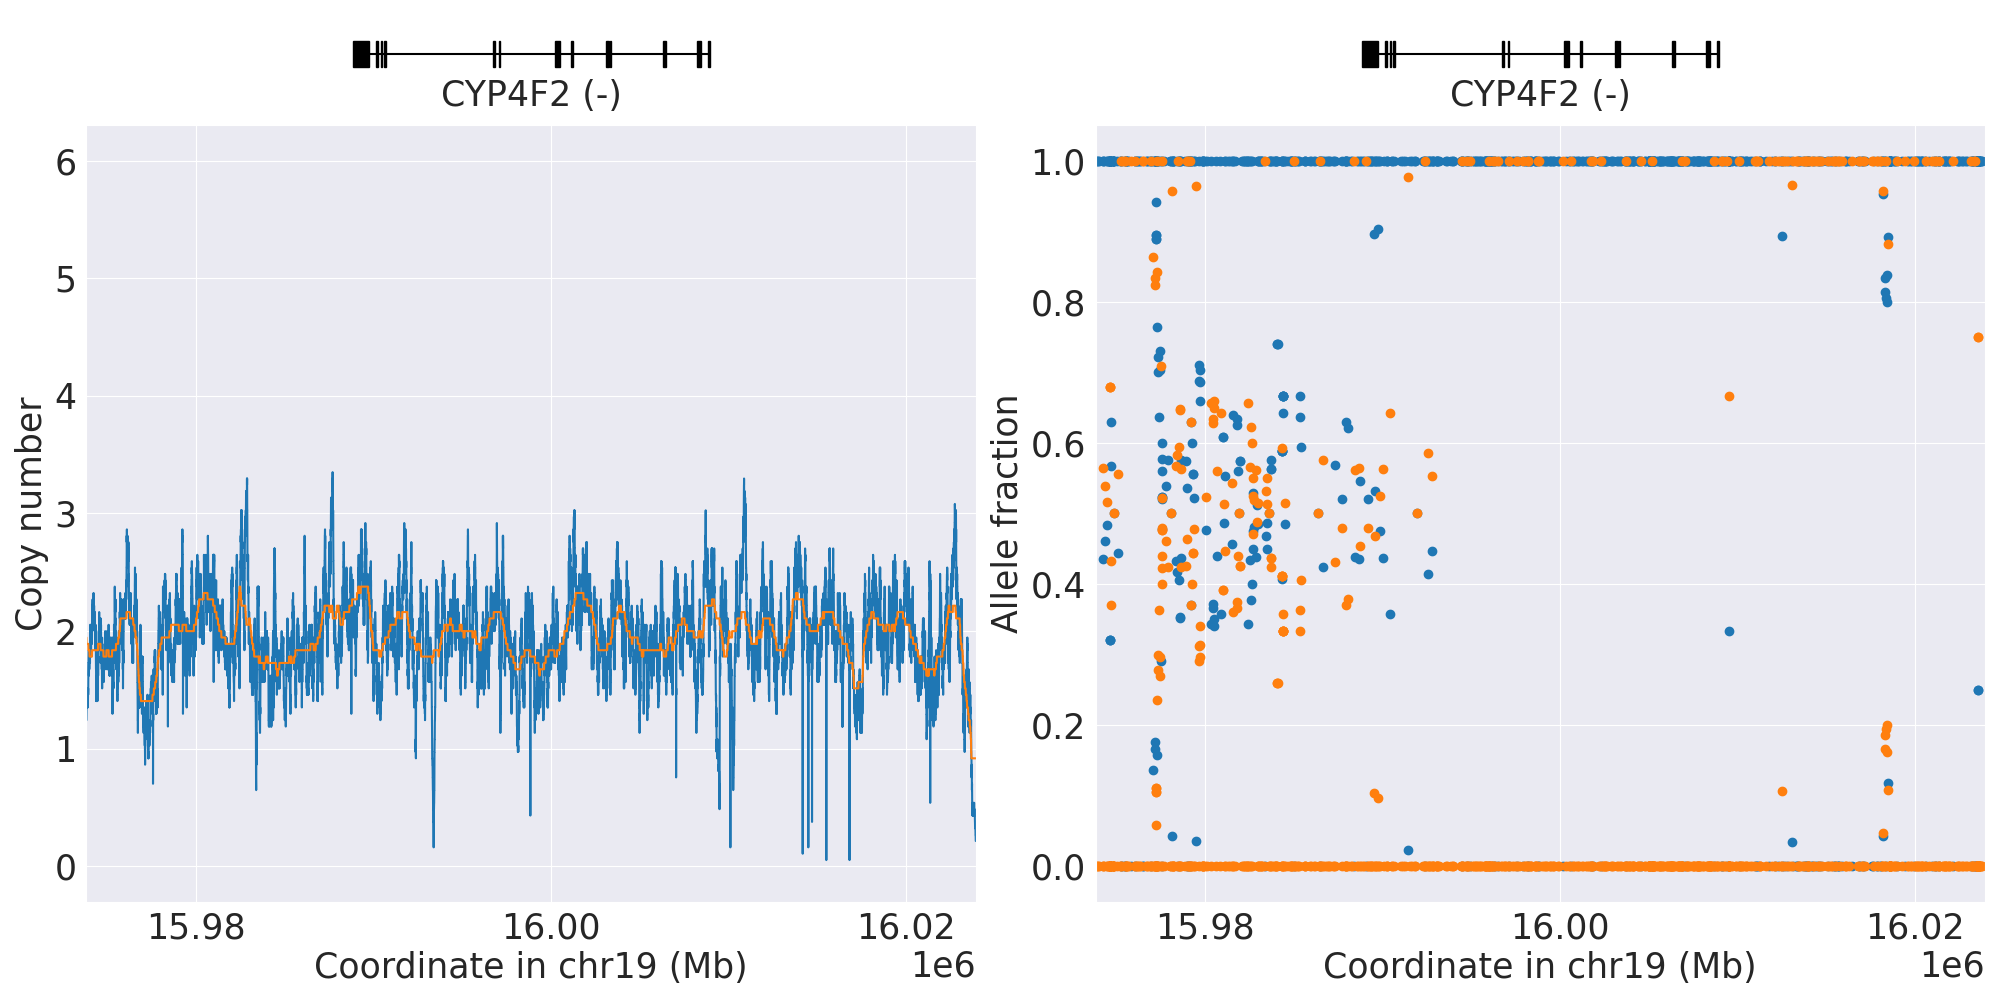 CYP4F2 (-)
6
5
4
3
2
1
0
Copy number
15.98
16.00
16.02
Coordinate in chr19 (Mb)
1e6
CYP4F2 (-)
1.0
0.8
0.6
0.4
0.2
0.0
Allele fraction
15.98
16.00
16.02
Coordinate in chr19 (Mb)
1e6